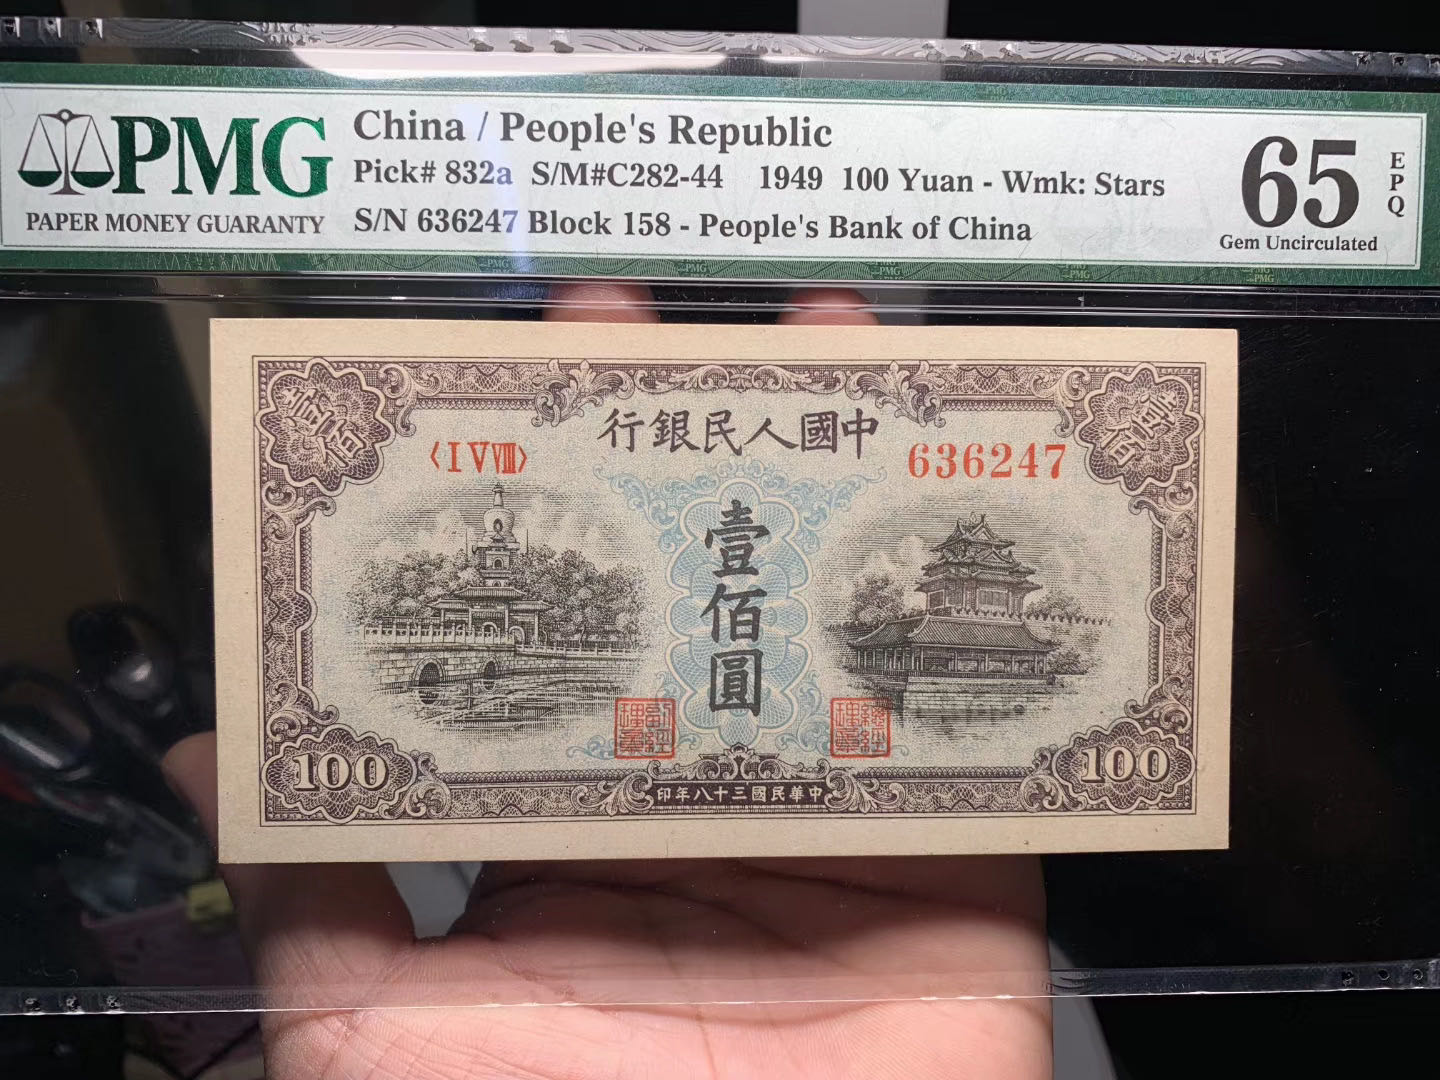 PMG
PAPER MONEY GUARANTY
China / People's Republic
Pick# 832a S/M#C282-44 1949 100 Yuan - Wmk: Stars
S/N 636247 Block 158 - People's Bank of China
65
EPQ
Gem Uncirculated
行銀民人國中
壹佰
壹佰
〈I V VIII〉
636247
壹佰圓
100
100
印年八十三國民華中